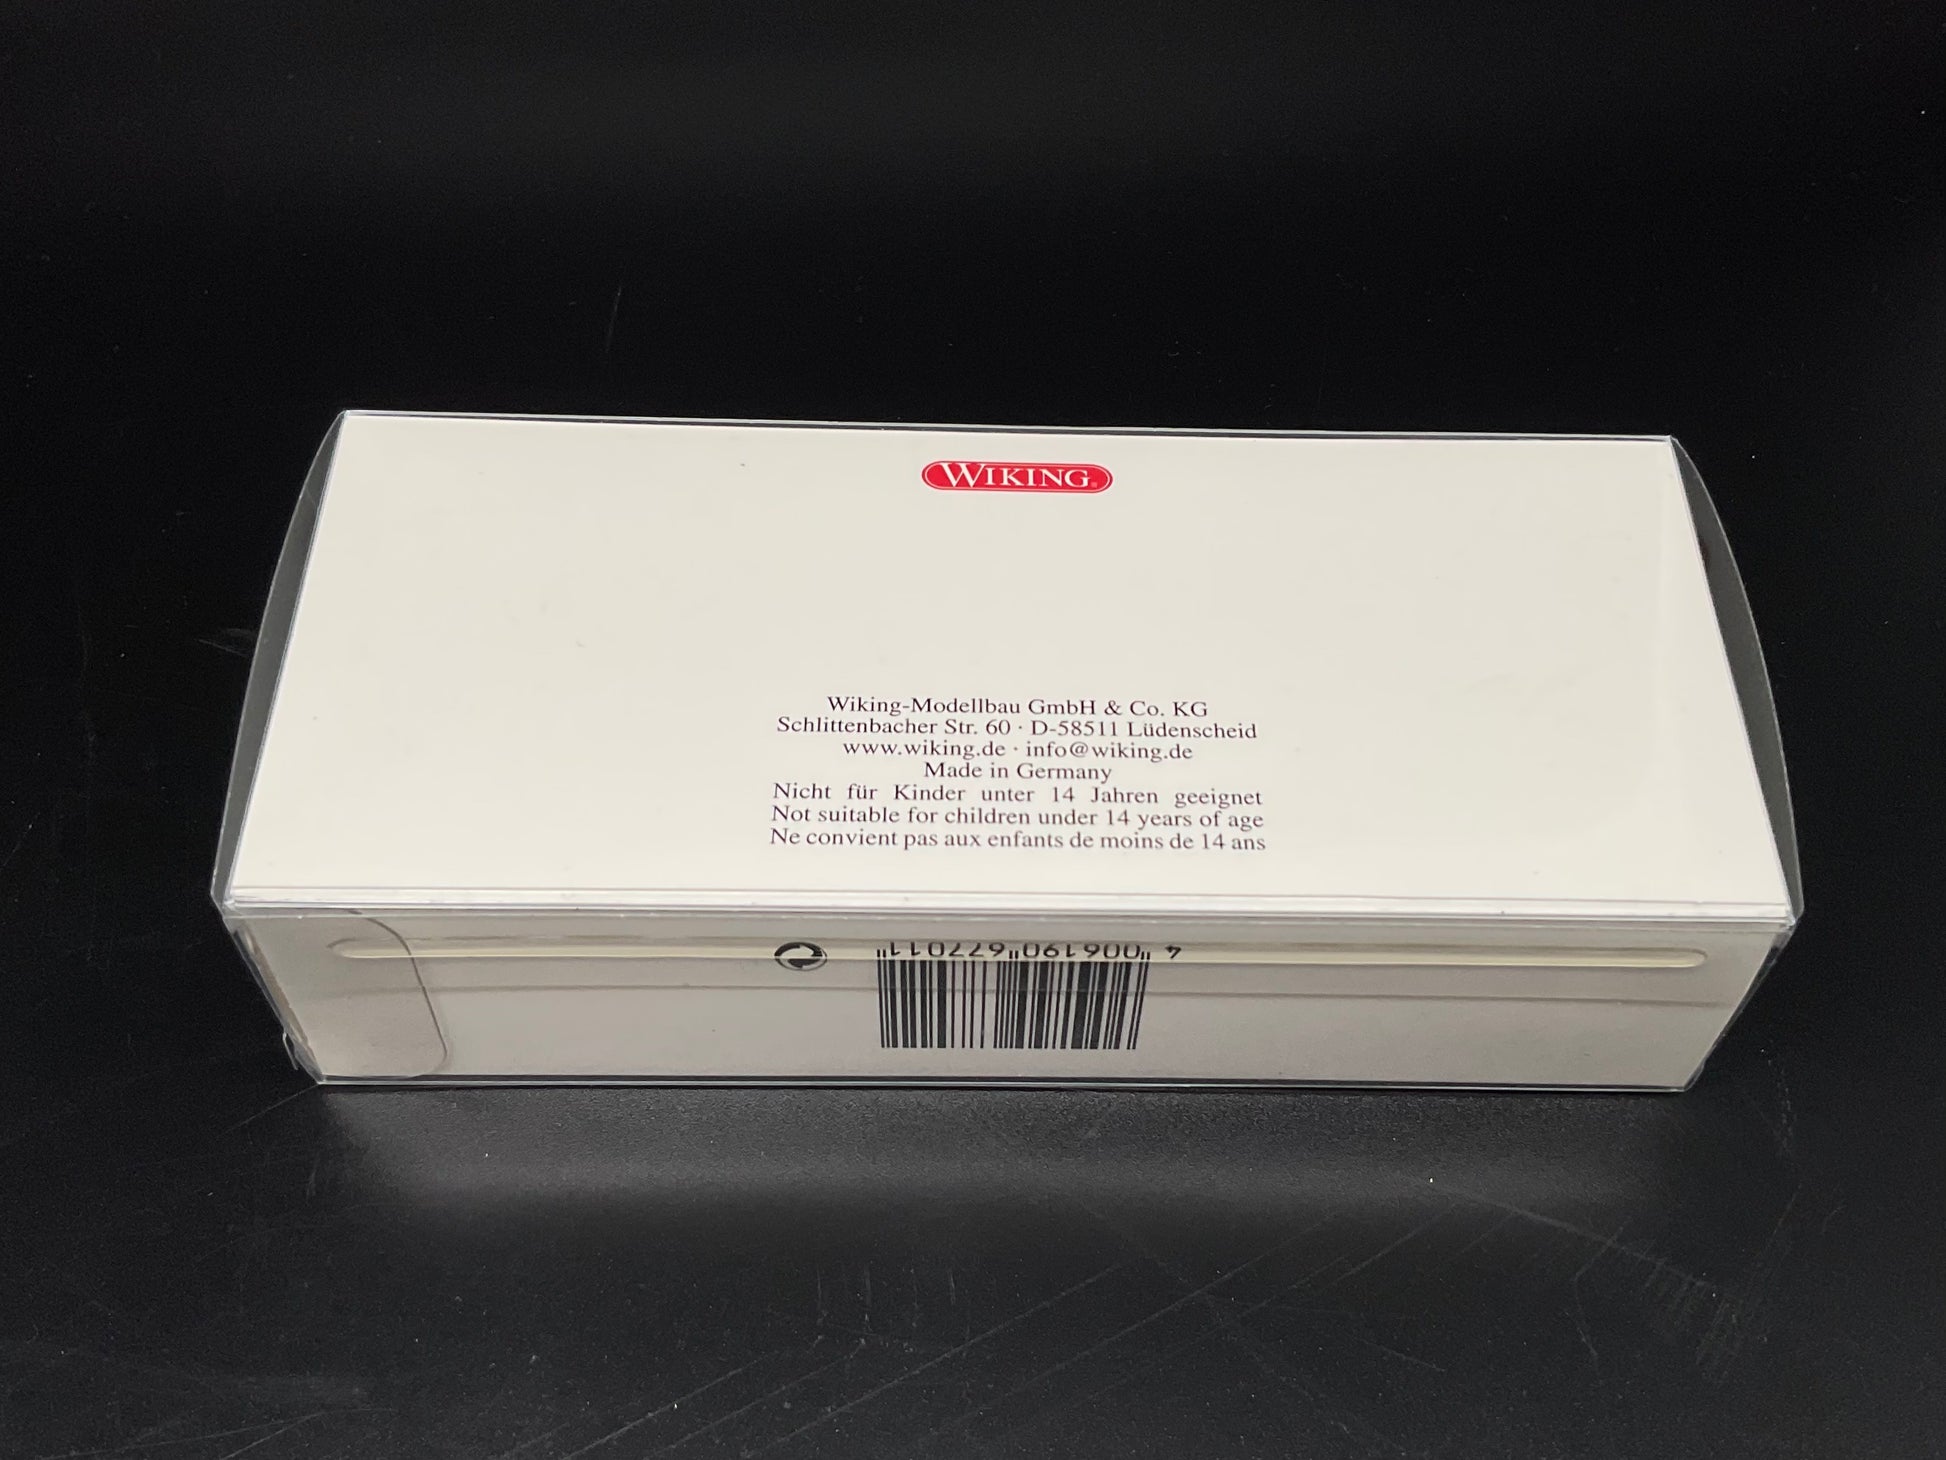 WIKING®
Wiking-Modellbau GmbH & Co. KG
Schlittenbacher Str. 60 · D-58511 Lüdenscheid
www.wiking.de · info@wiking.de
Made in Germany
Nicht für Kinder unter 14 Jahren geeignet
Not suitable for children under 14 years of age
Ne convient pas aux enfants de moins de 14 ans
4 006190 677011